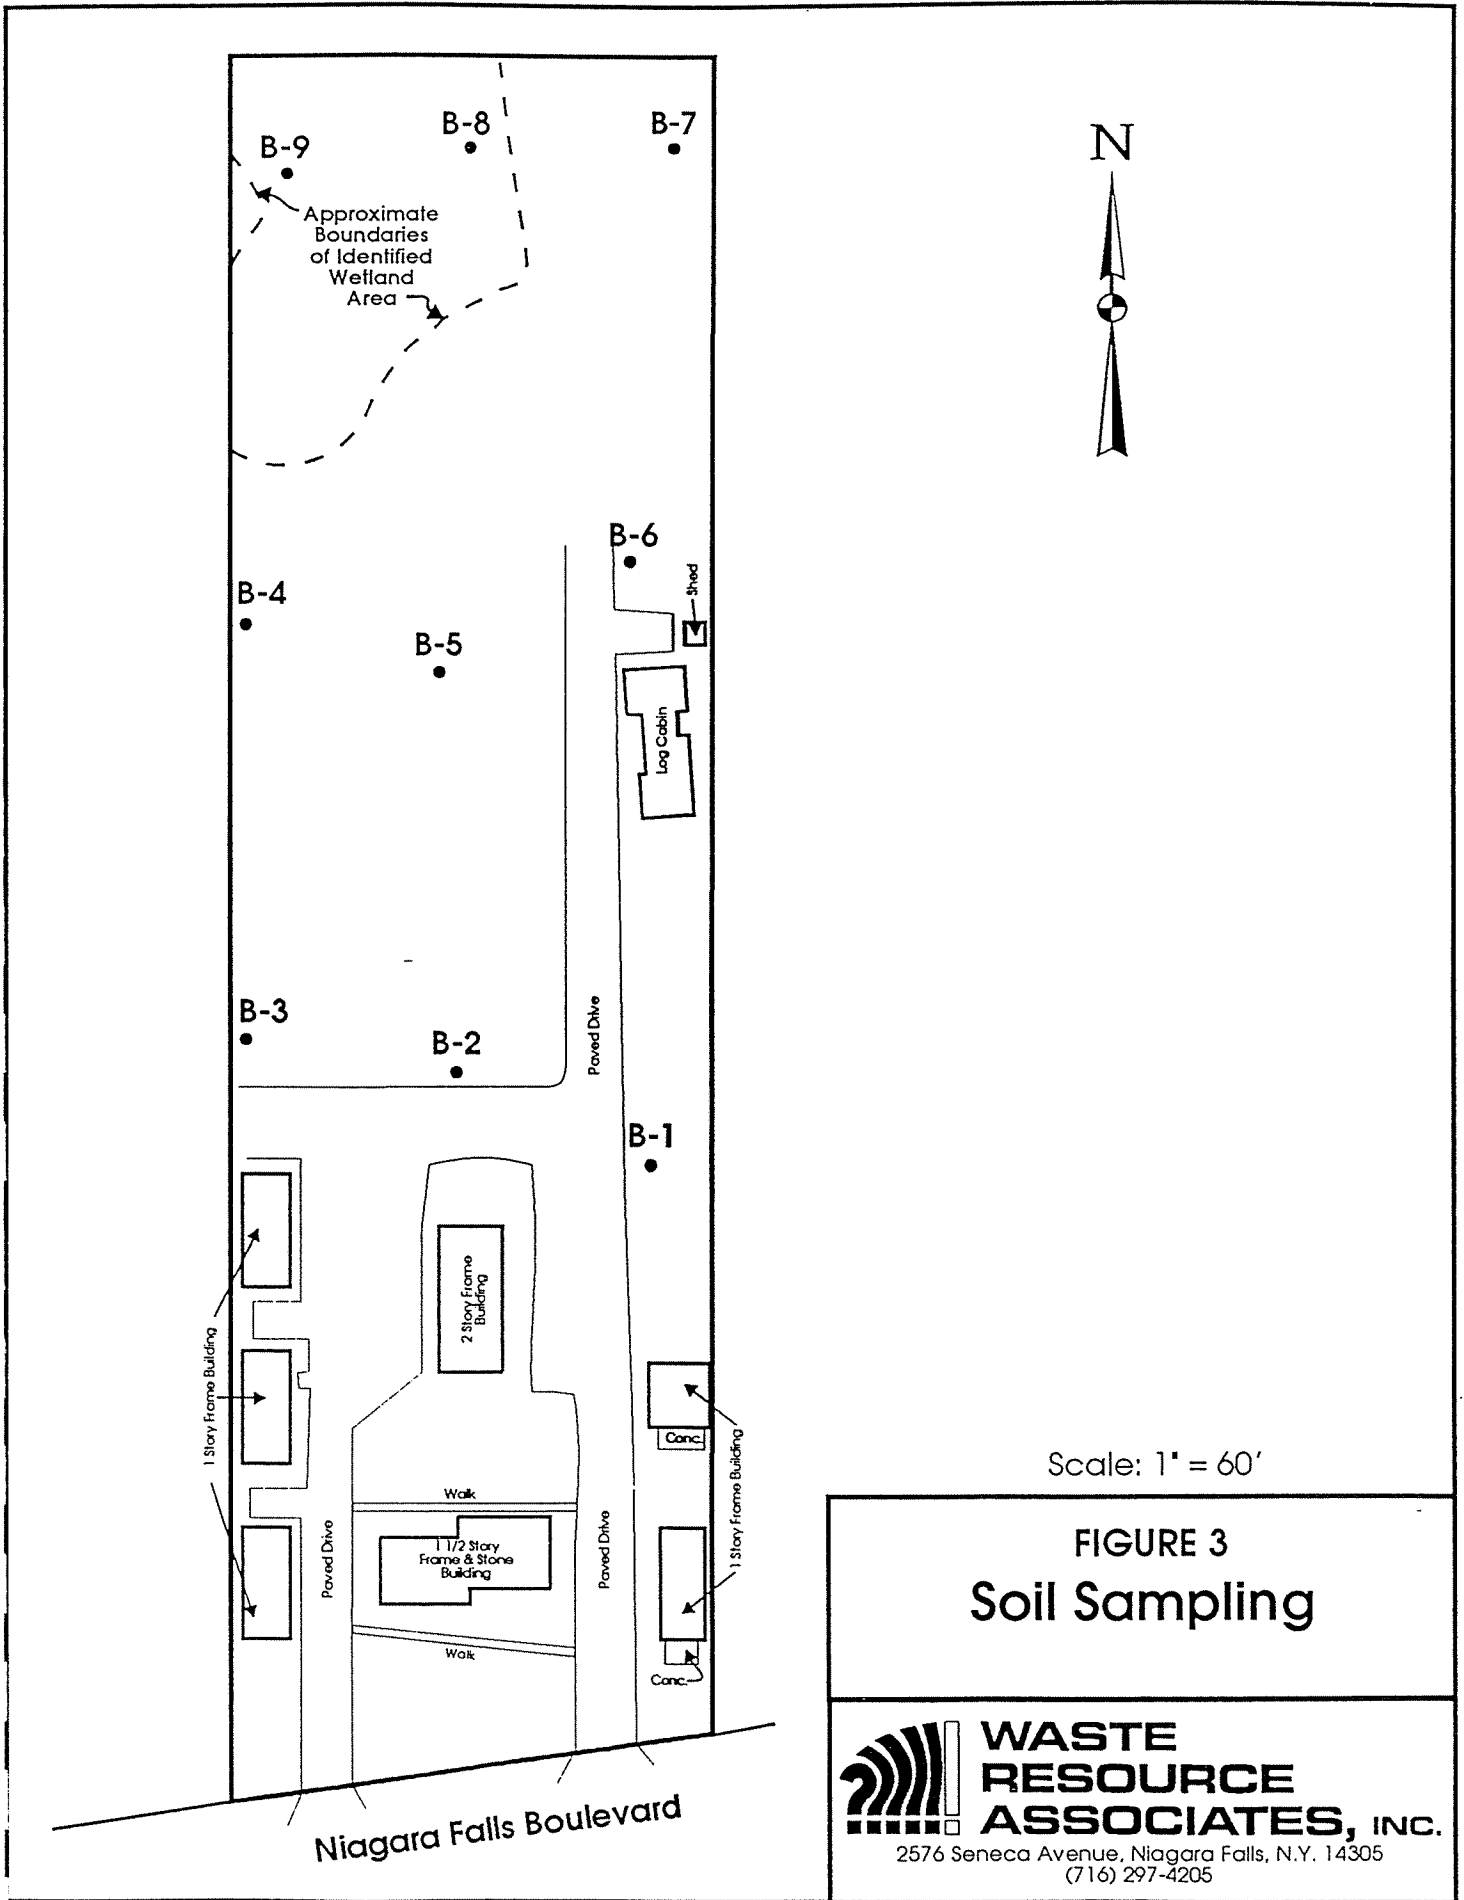 B-8
B-7
B-9
N
Approximate
Boundaries
of Identified
Wetland
Area
B-6
Shed
B-4
B-5
Log Cabin
B-3
Paved Drive
B-2
B-1
2 Story Frame
Building
1 Story Frame Building
Conc.
1 Story Frame Building
Walk
Paved Drive
1 1/2 Story
Frame & Stone
Building
Paved Drive
Walk
Conc.
Niagara Falls Boulevard
Scale: 1" = 60'
FIGURE 3
Soil Sampling
WASTE
RESOURCE
ASSOCIATES, INC.
2576 Seneca Avenue, Niagara Falls, N.Y. 14305
(716) 297-4205